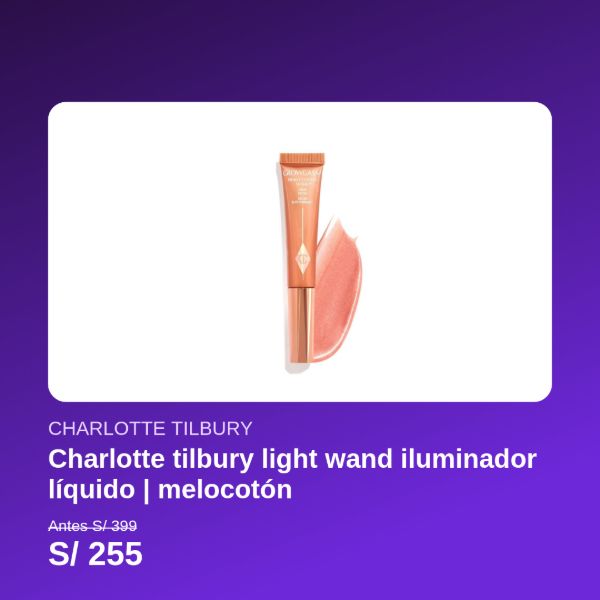 CHARLOTTE TILBURY
Charlotte tilbury light wand iluminador
líquido | melocotón
Antes S/ 399
S/ 255